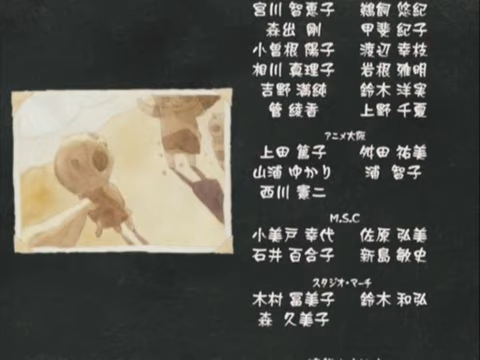 宮川 智恵子 鵜飼 悠紀
森出 剛 甲斐 紀子
小曽根 陽子 渡辺 幸枝
相川 真理子 岩根 雅明
吉野 満純 鈴木 洋実
管 綾香 上野 千夏
アニメ大阪
上田 篤子 舛田 祐美
山浦 ゆかり 浦 智子
西川 憲二
M.S.C
小美戸 幸代 佐原 弘美
石井 百合子 新島 敏史
スタジオ・マーチ
木村 冨美子 鈴木 和弘
森 久美子